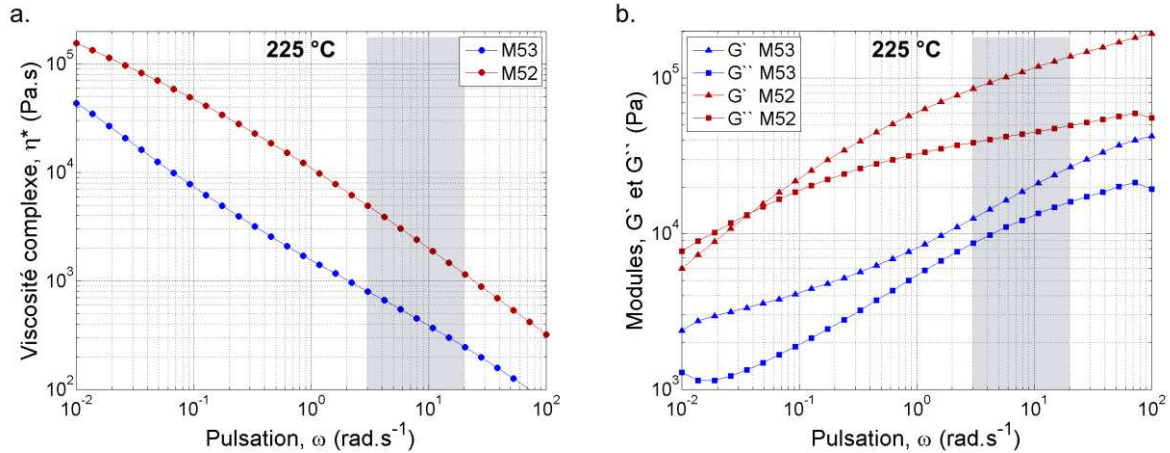 a.
225 °C
M53
M52
10^5
10^4
10^3
10^2
Viscosité complexe, η* (Pa.s)
10^-2 10^-1 10^0 10^1 10^2
Pulsation, ω (rad.s^-1)
b.
225 °C
G` M53
G`` M53
G` M52
G`` M52
10^5
10^4
10^3
Modules, G` et G`` (Pa)
10^-2 10^-1 10^0 10^1 10^2
Pulsation, ω (rad.s^-1)